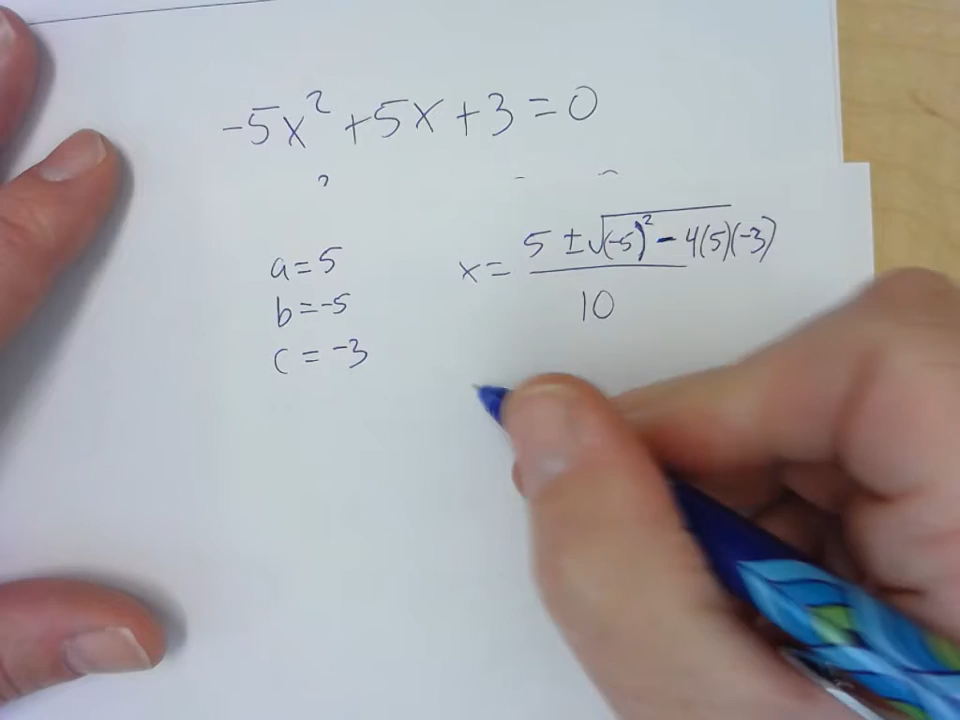 -5x² + 5x + 3 = 0
a = 5
b = -5
c = -3
x = (5 ± √((-5)² - 4(5)(-3))) / 10